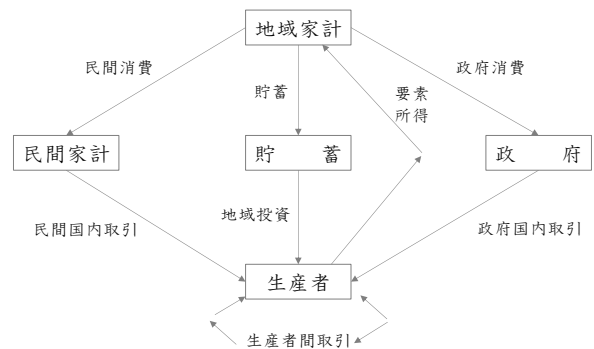 地域家計
民間消費
政府消費
貯蓄
要素
所得
民間家計
貯　蓄
政　府
地域投資
民間国内取引
政府国内取引
生産者
生産者間取引